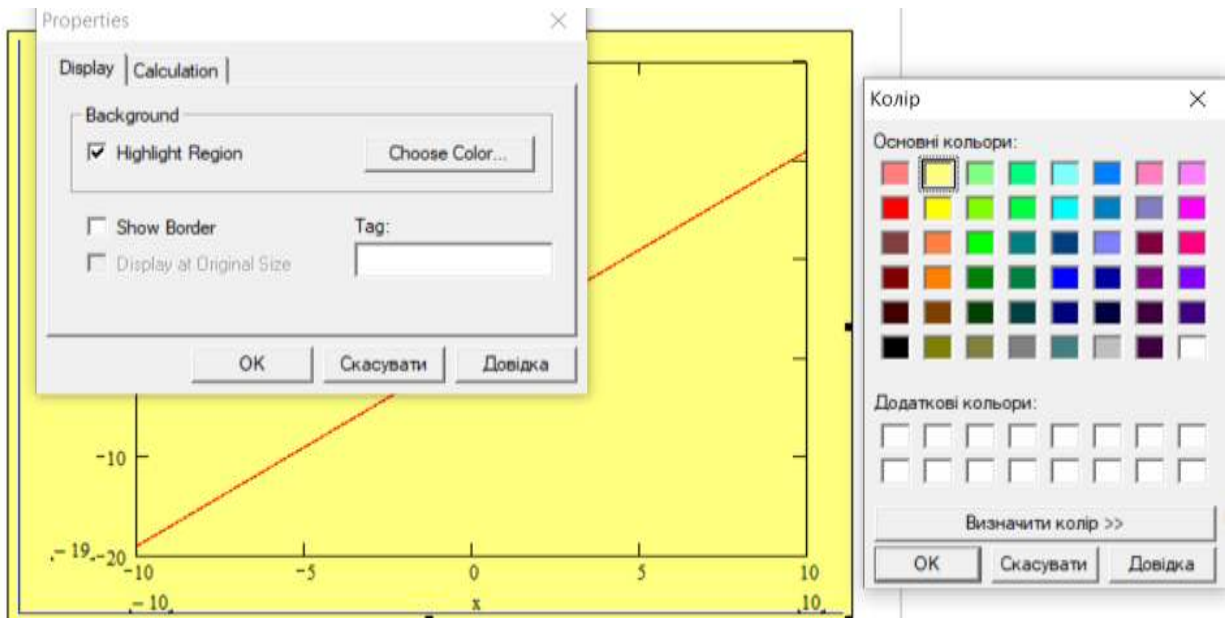 Properties
Display
Calculation
Background
Highlight Region
Choose Color...
Show Border
Tag:
Display at Original Size
OK
Скасувати
Довідка
5
10
-10
-19
-20
-10
-5
0
5
10
-10
x
10
Колір
Основні кольори:
Додаткові кольори:
Визначити колір >>
OK
Скасувати
Довідка